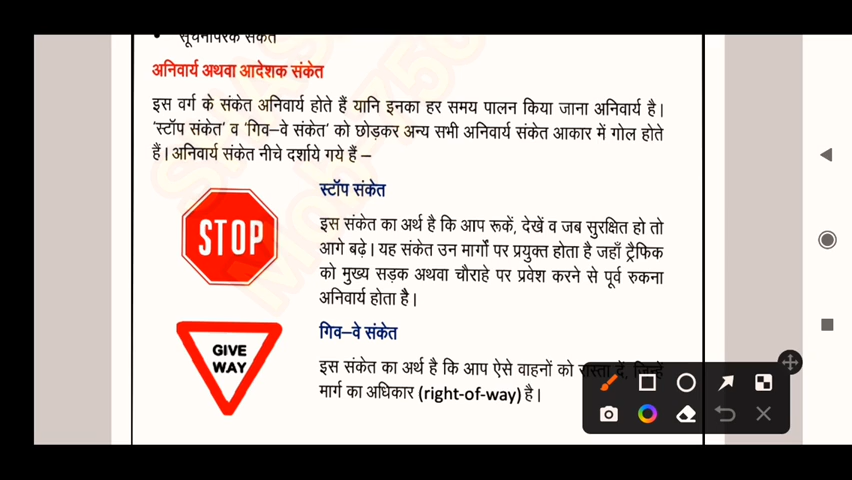 सूचनापरक संकेत
अनिवार्य अथवा आदेशक संकेत
इस वर्ग के संकेत अनिवार्य होते हैं यानि इनका हर समय पालन किया जाना अनिवार्य है।
'स्टॉप संकेत' व 'गिव–वे संकेत' को छोड़कर अन्य सभी अनिवार्य संकेत आकार में गोल होते
हैं। अनिवार्य संकेत नीचे दर्शाये गये हैं –
स्टॉप संकेत
STOP
इस संकेत का अर्थ है कि आप रूकें, देखें व जब सुरक्षित हो तो
आगे बढ़े। यह संकेत उन मार्गों पर प्रयुक्त होता है जहाँ ट्रैफिक
को मुख्य सड़क अथवा चौराहे पर प्रवेश करने से पूर्व रुकना
अनिवार्य होता है।
गिव–वे संकेत
GIVE
WAY
इस संकेत का अर्थ है कि आप ऐसे वाहनों को रास्ता दें, जिन्हें
मार्ग का अधिकार (right-of-way) है।